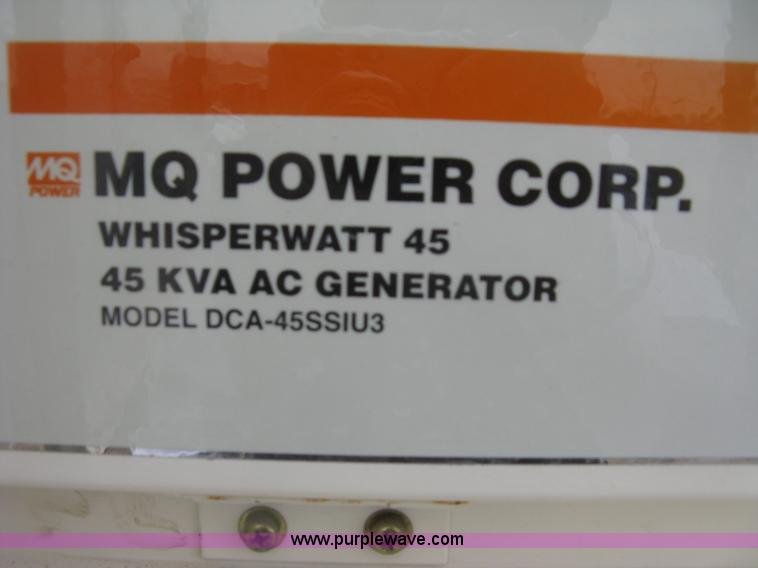 MQ POWER MQ POWER CORP.
WHISPERWATT 45
45 KVA AC GENERATOR
MODEL DCA-45SSIU3
www.purplewave.com